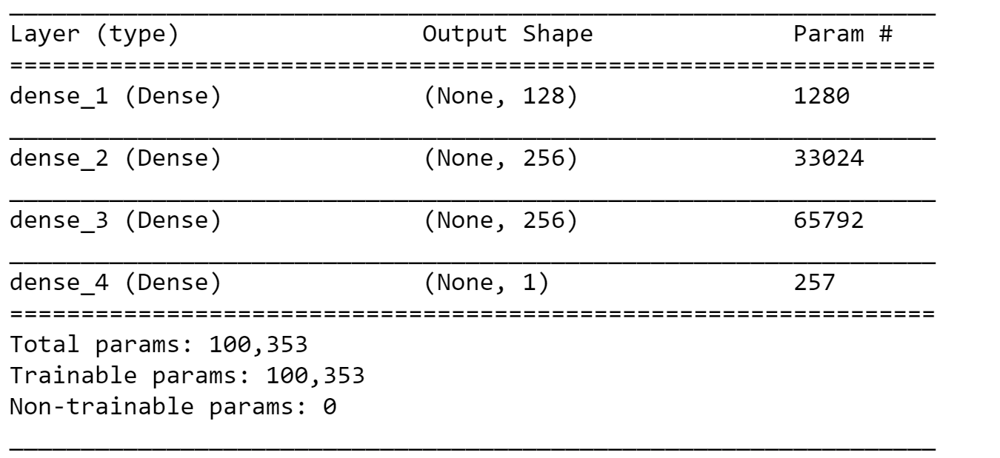 _________________________________________________________________
Layer (type)                 Output Shape              Param #
=================================================================
dense_1 (Dense)              (None, 128)               1280
_________________________________________________________________
dense_2 (Dense)              (None, 256)               33024
_________________________________________________________________
dense_3 (Dense)              (None, 256)               65792
_________________________________________________________________
dense_4 (Dense)              (None, 1)                 257
=================================================================
Total params: 100,353
Trainable params: 100,353
Non-trainable params: 0
_________________________________________________________________